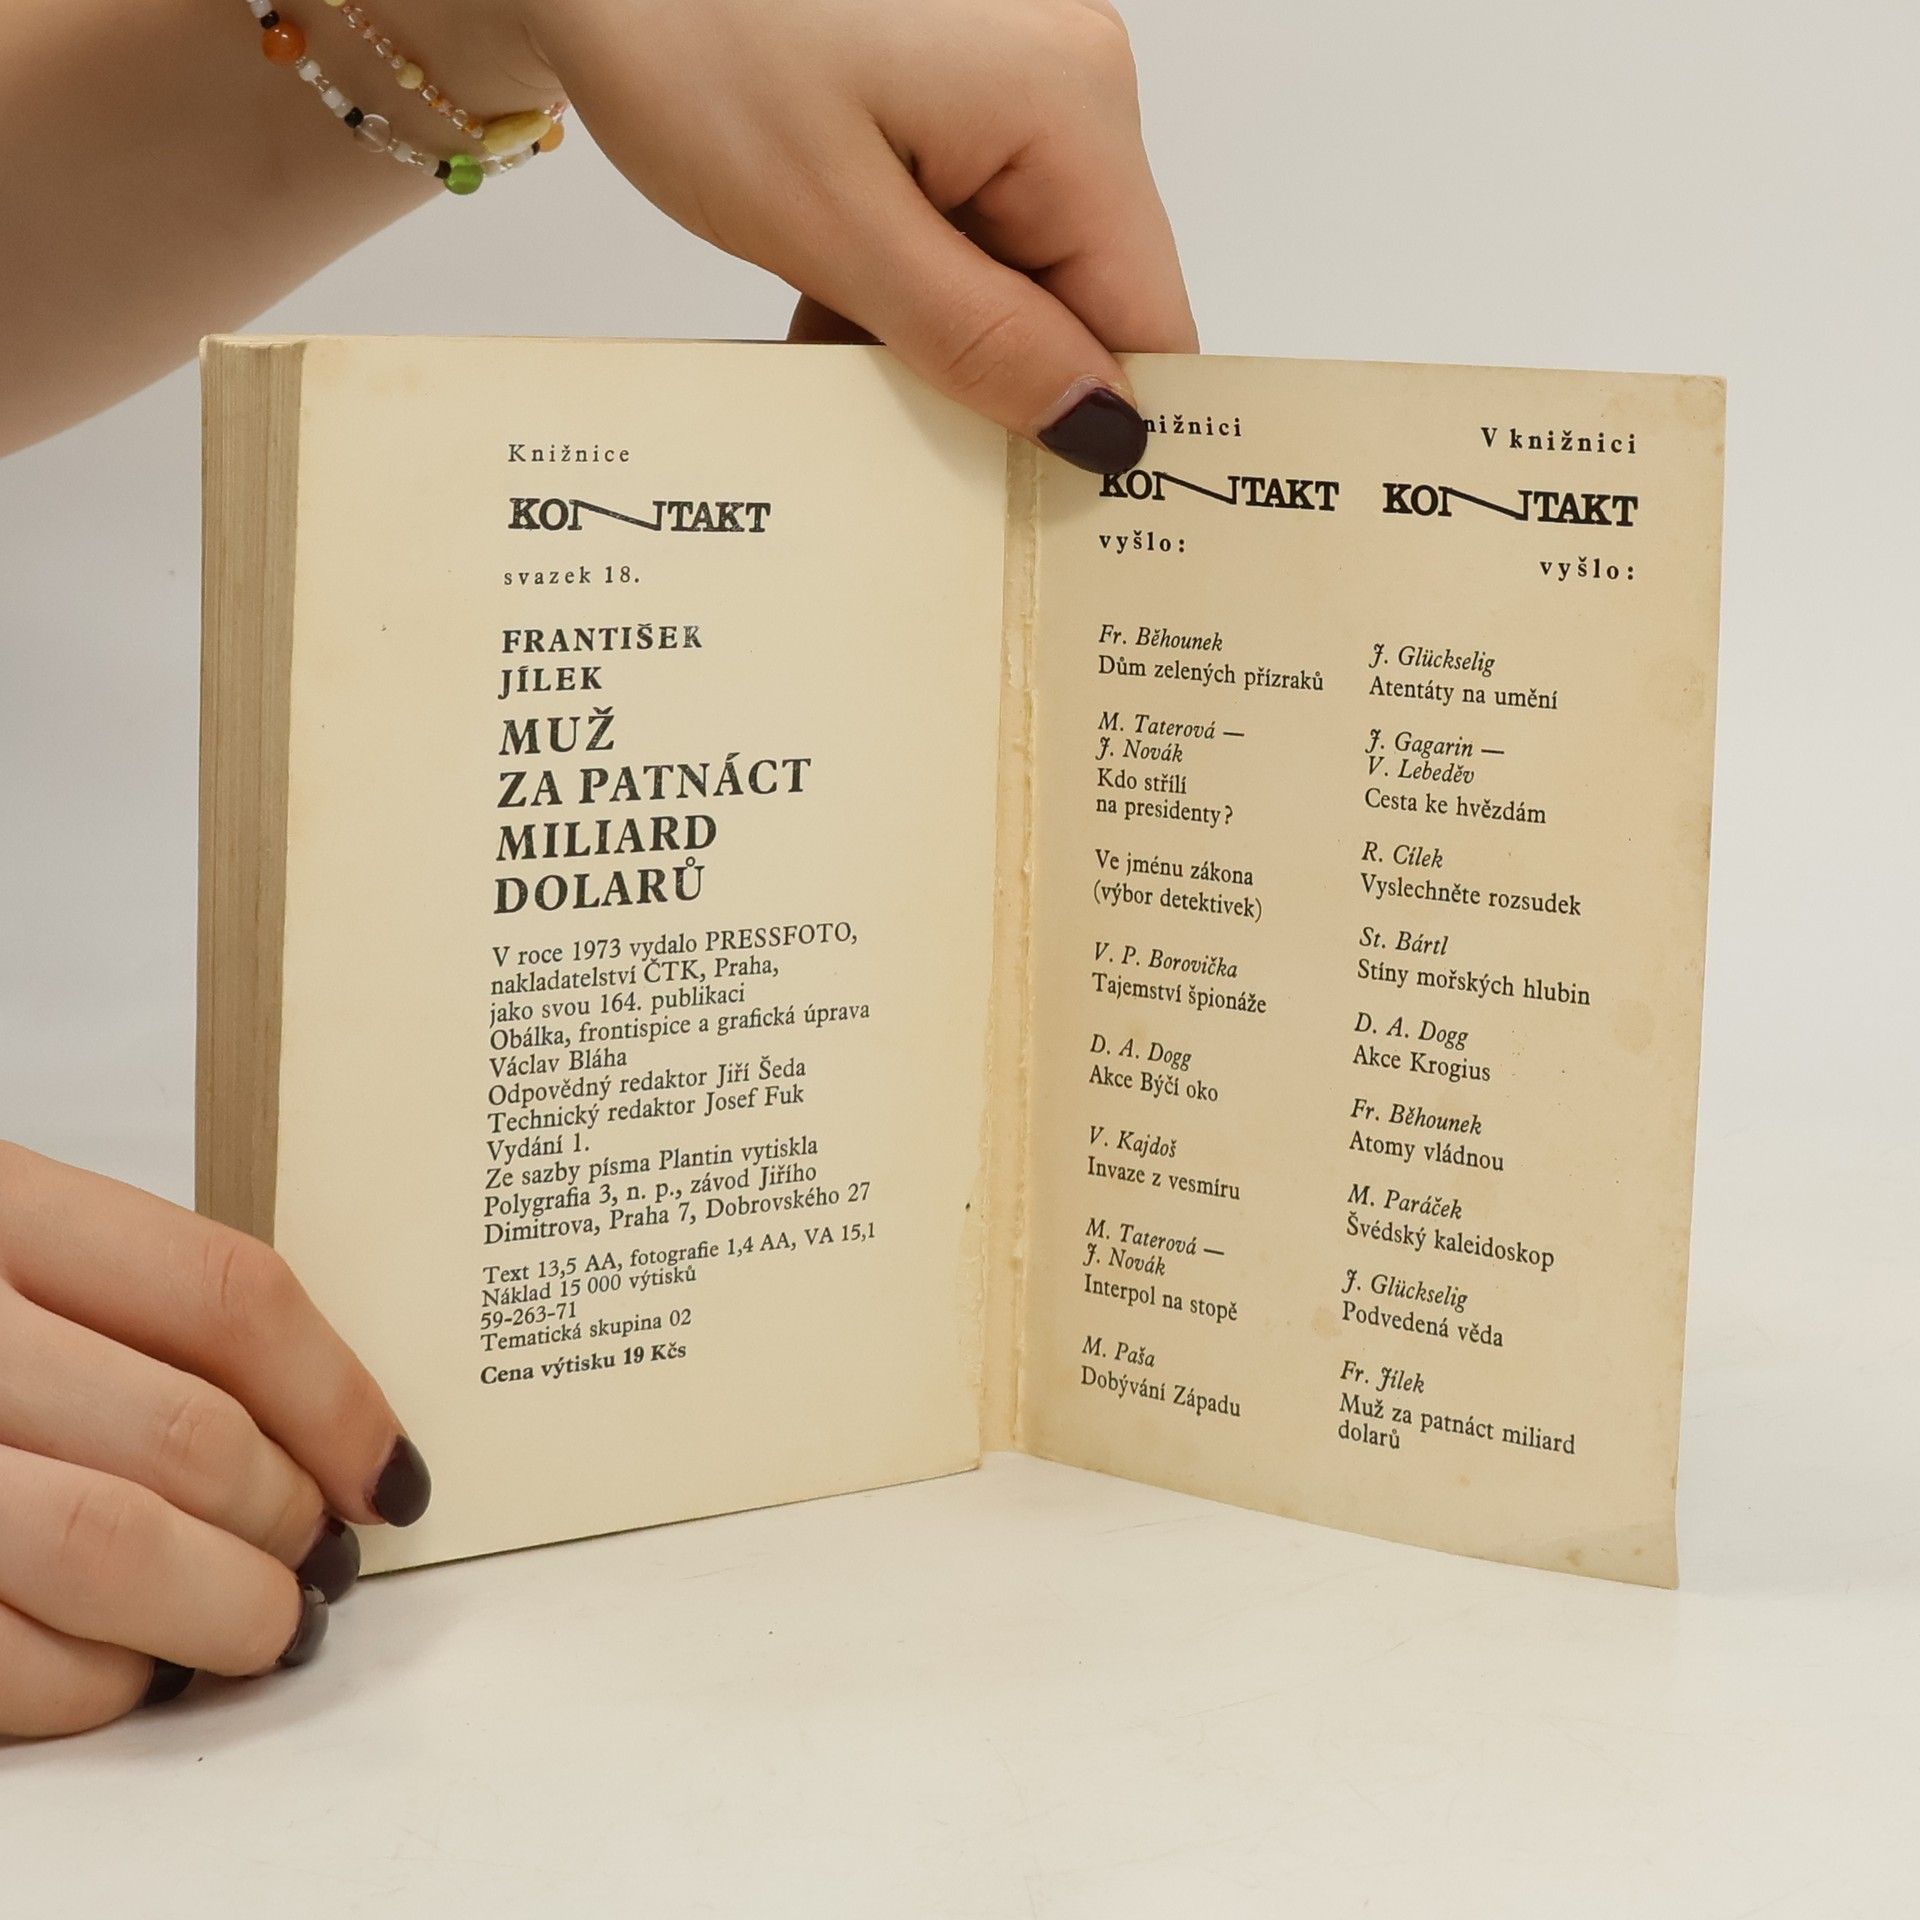 Knižnice
KONTAKT
svazek 18.
FRANTIŠEK
JÍLEK
MUŽ
ZA PATNÁCT
MILIARD
DOLARŮ
V roce 1973 vydalo PRESSFOTO,
nakladatelství ČTK, Praha,
jako svou 164. publikaci
Obálka, frontispice a grafická úprava
Václav Bláha
Odpovědný redaktor Jiří Šeda
Technický redaktor Josef Fuk
Vydání 1.
Ze sazby písma Plantin vytiskla
Polygrafia 3, n. p., závod Jiřího
Dimitrova, Praha 7, Dobrovského 27
Text 13,5 AA, fotografie 1,4 AA, VA 15,1
Náklad 15 000 výtisků
59-263-71
Tematická skupina 02
Cena výtisku 19 Kčs
nižnici
KONTAKT
vyšlo:
Fr. Běhounek
Dům zelených přízraků
M. Taterová —
J. Novák
Kdo střílí
na presidenty?
Ve jménu zákona
(výbor detektivek)
V. P. Borovička
Tajemství špionáže
D. A. Dogg
Akce Býčí oko
V. Kajdoš
Invaze z vesmíru
M. Taterová —
J. Novák
Interpol na stopě
M. Paša
Dobývání Západu
V knižnici
KONTAKT
vyšlo:
J. Glückselig
Atentáty na umění
J. Gagarin —
V. Lebeděv
Cesta ke hvězdám
R. Cílek
Vyslechněte rozsudek
St. Bártl
Stíny mořských hlubin
D. A. Dogg
Akce Krogius
Fr. Běhounek
Atomy vládnou
M. Paráček
Švédský kaleidoskop
J. Glückselig
Podvedená věda
Fr. Jílek
Muž za patnáct miliard
dolarů